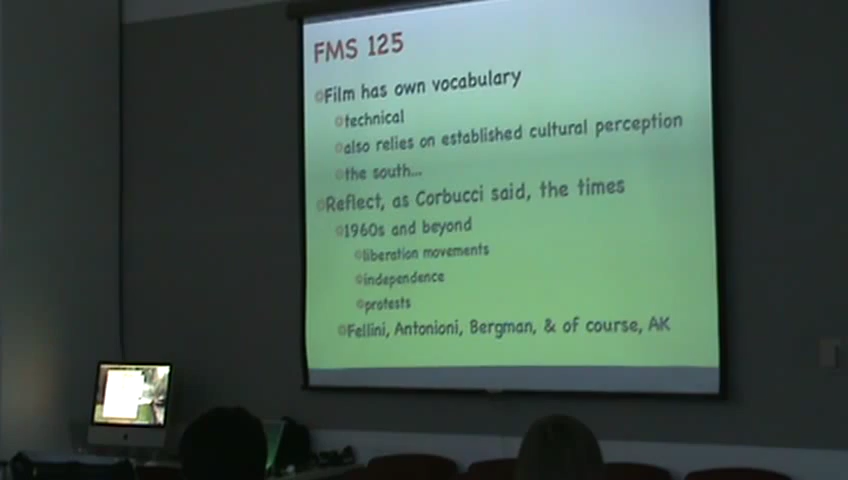 FMS 125
Film has own vocabulary
technical
also relies on established cultural perception
the south...
Reflect, as Corbucci said, the times
1960s and beyond
liberation movements
independence
protests
Fellini, Antonioni, Bergman, & of course, AK